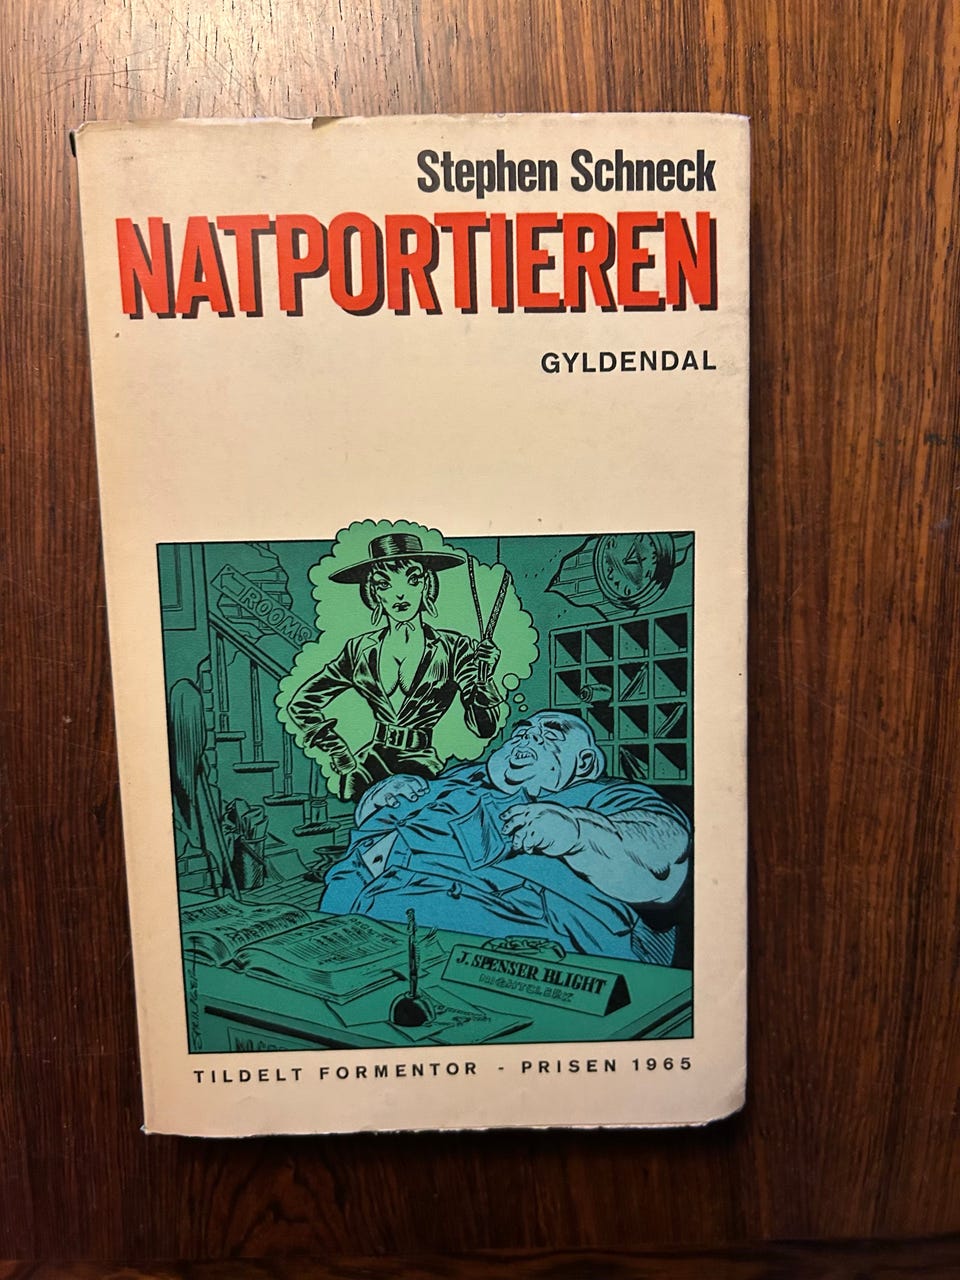 Stephen Schneck
NATPORTIEREN
GYLDENDAL
ROOMS
J. SPENSER BLIGHT
NIGHTCLERK
TILDELT FORMENTOR - PRISEN 1965